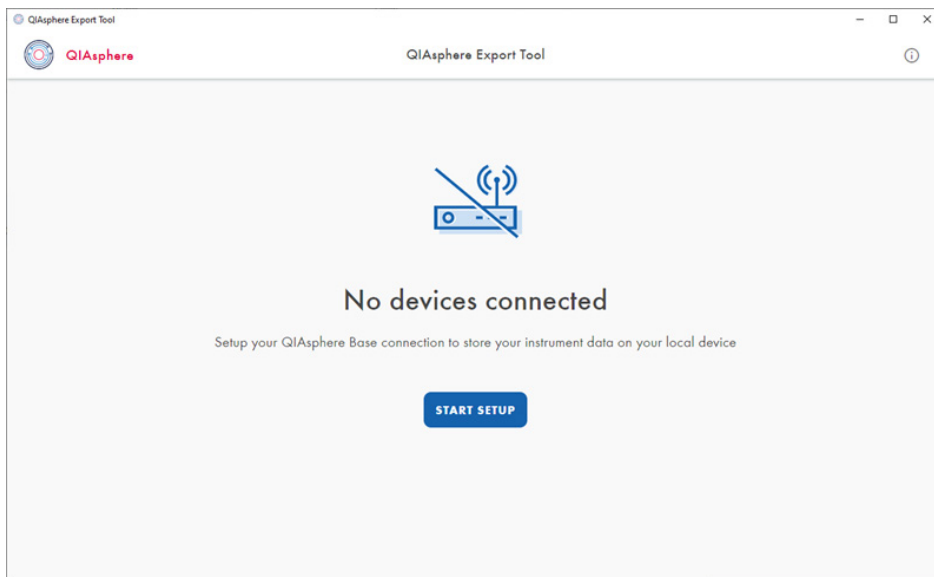 QIAsphere Export Tool
QIAsphere
QIAsphere Export Tool
No devices connected
Setup your QIAsphere Base connection to store your instrument data on your local device
START SETUP